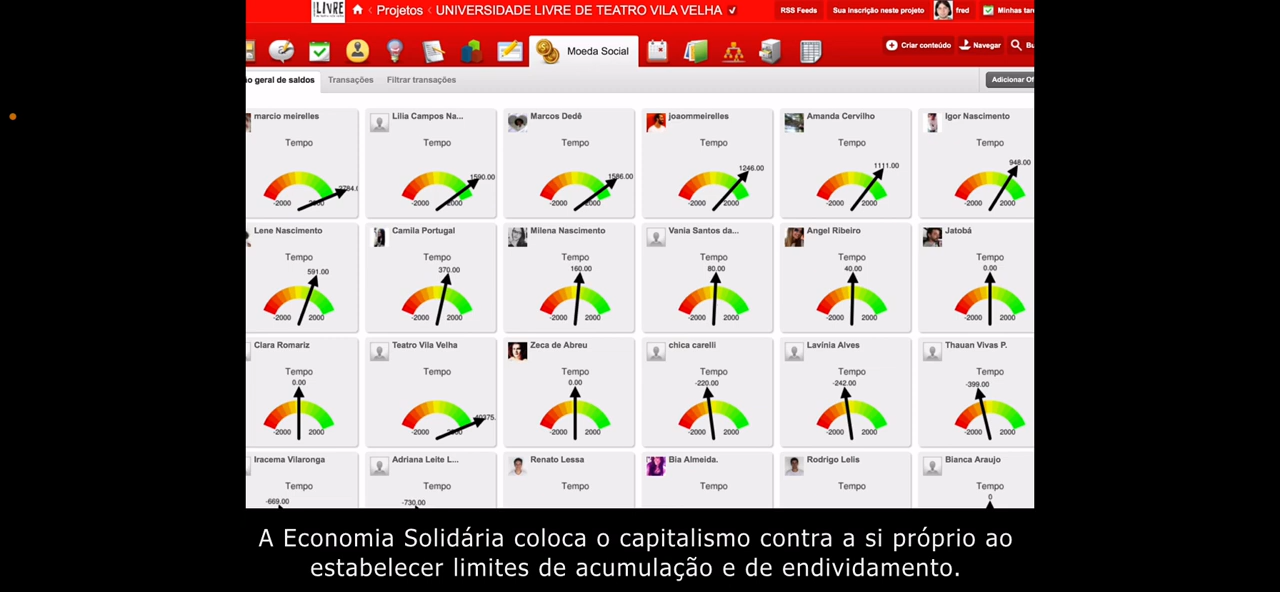 LIVRE
Projetos
UNIVERSIDADE LIVRE DE TEATRO VILA VELHA
RSS Feeds
Sua inscrição neste projeto
fred
Minhas tar
Moeda Social
Criar conteúdo
Navegar
Bu
o geral de saldos
Transações
Filtrar transações
Adicionar Of
marcio meirelles
Lilia Campos Na...
Marcos Dedê
joaommeirelles
Amanda Cervilho
Igor Nascimento
Tempo Tempo Tempo Tempo Tempo Tempo
1590.00 1586.00 1246.00 1111.00 948.00
-2000 -2000 -2000 2000 -2000 2000 -2000 2000 -2000 2000
Lene Nascimento
Camila Portugal
Milena Nascimento
Vania Santos da...
Angel Ribeiro
Jatobá
Tempo Tempo Tempo Tempo Tempo Tempo
591.00 370.00 160.00 80.00 40.00 0.00
-2000 2000 -2000 2000 -2000 2000 -2000 2000 -2000 2000 -2000 2000
Clara Romariz
Teatro Vila Velha
Zeca de Abreu
chica carelli
Lavínia Alves
Thauan Vivas P.
Tempo Tempo Tempo Tempo Tempo Tempo
0.00 0.00 -220.00 -242.00 -399.00
-2000 2000 -2000 -2000 2000 -2000 2000 -2000 2000 -2000 2000
Iracema Vilaronga
Adriana Leite L...
Renato Lessa
Bia Almeida.
Rodrigo Lelis
Bianca Araujo
Tempo Tempo Tempo Tempo Tempo Tempo
-669.00 -730.00 0
A Economia Solidária coloca o capitalismo contra a si próprio ao
estabelecer limites de acumulação e de endividamento.